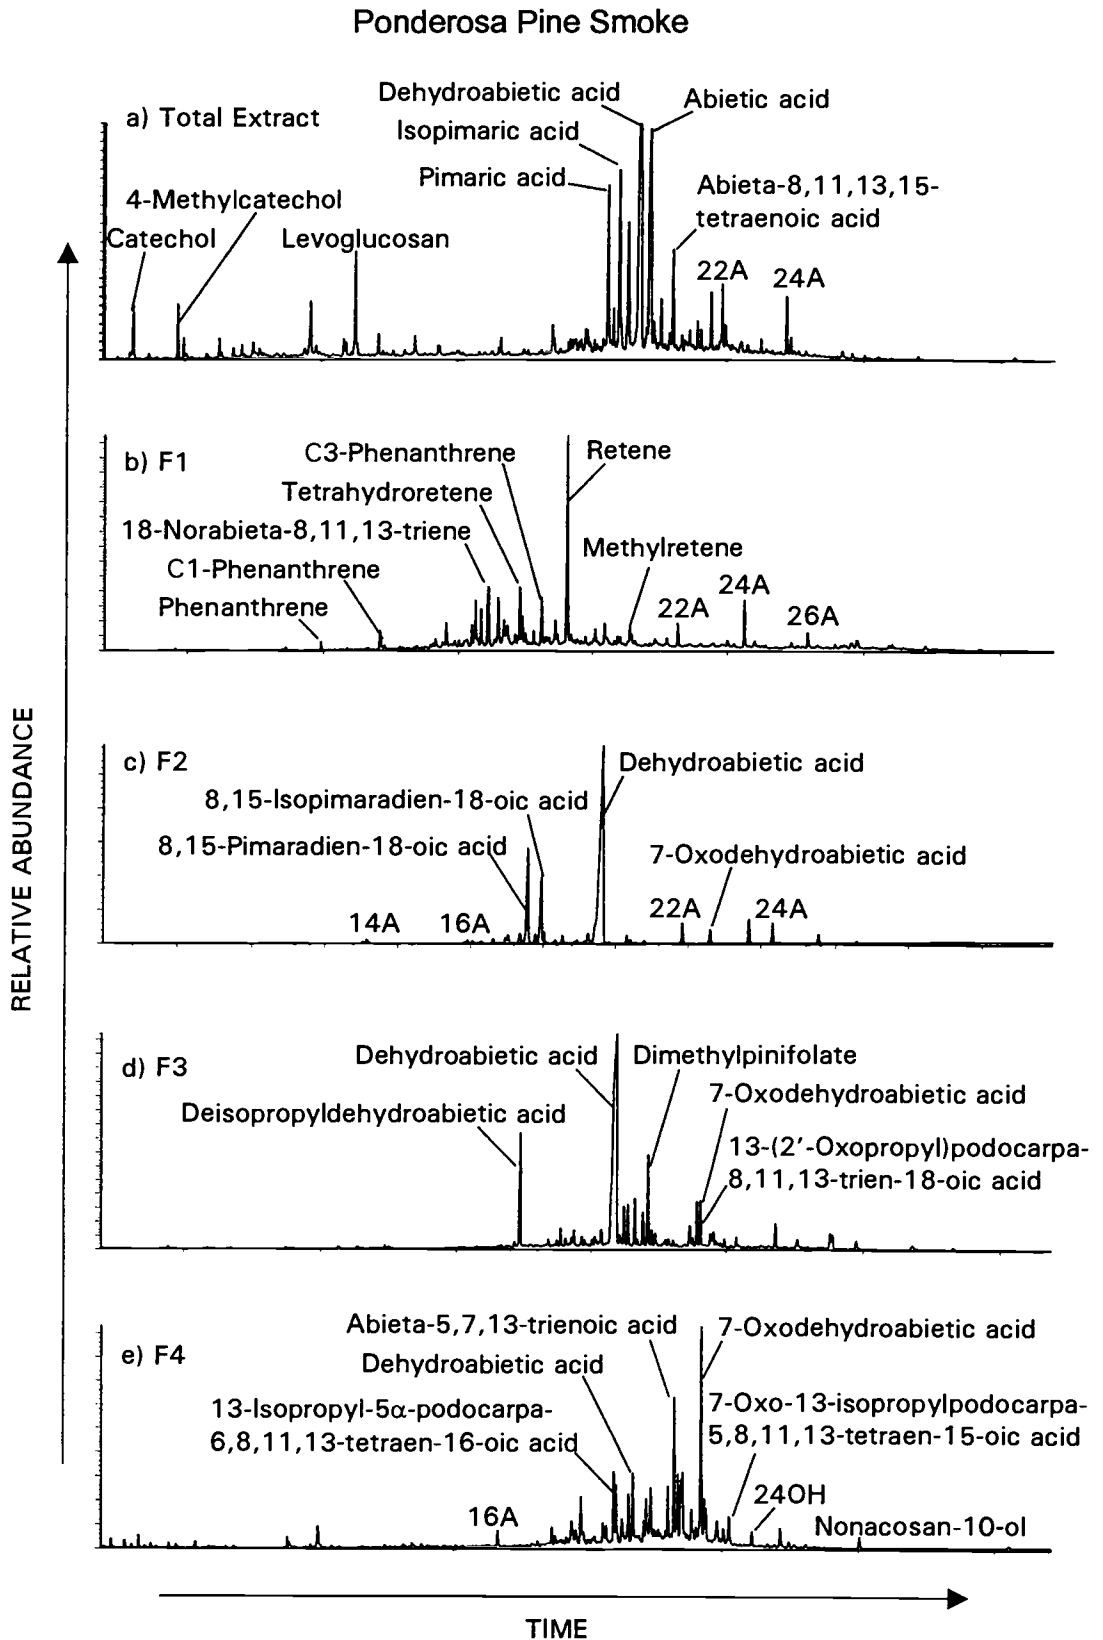 Ponderosa Pine Smoke
a) Total Extract
Dehydroabietic acid
Abietic acid
Isopimaric acid
Pimaric acid
Abieta-8,11,13,15-
tetraenoic acid
4-Methylcatechol
Catechol
Levoglucosan
22A
24A
b) F1
C3-Phenanthrene
Retene
Tetrahydroretene
18-Norabieta-8,11,13-triene
Methylretene
C1-Phenanthrene
Phenanthrene
22A
24A
26A
c) F2
Dehydroabietic acid
8,15-Isopimaradien-18-oic acid
8,15-Pimaradien-18-oic acid
7-Oxodehydroabietic acid
14A
16A
22A
24A
d) F3
Dehydroabietic acid
Dimethylpinifolate
7-Oxodehydroabietic acid
Deisopropyldehydroabietic acid
13-(2′-Oxopropyl)podocarpa-
8,11,13-trien-18-oic acid
e) F4
Abieta-5,7,13-trienoic acid
7-Oxodehydroabietic acid
Dehydroabietic acid
13-Isopropyl-5α-podocarpa-
6,8,11,13-tetraen-16-oic acid
7-Oxo-13-isopropylpodocarpa-
5,8,11,13-tetraen-15-oic acid
16A
24OH
Nonacosan-10-ol
RELATIVE ABUNDANCE
TIME